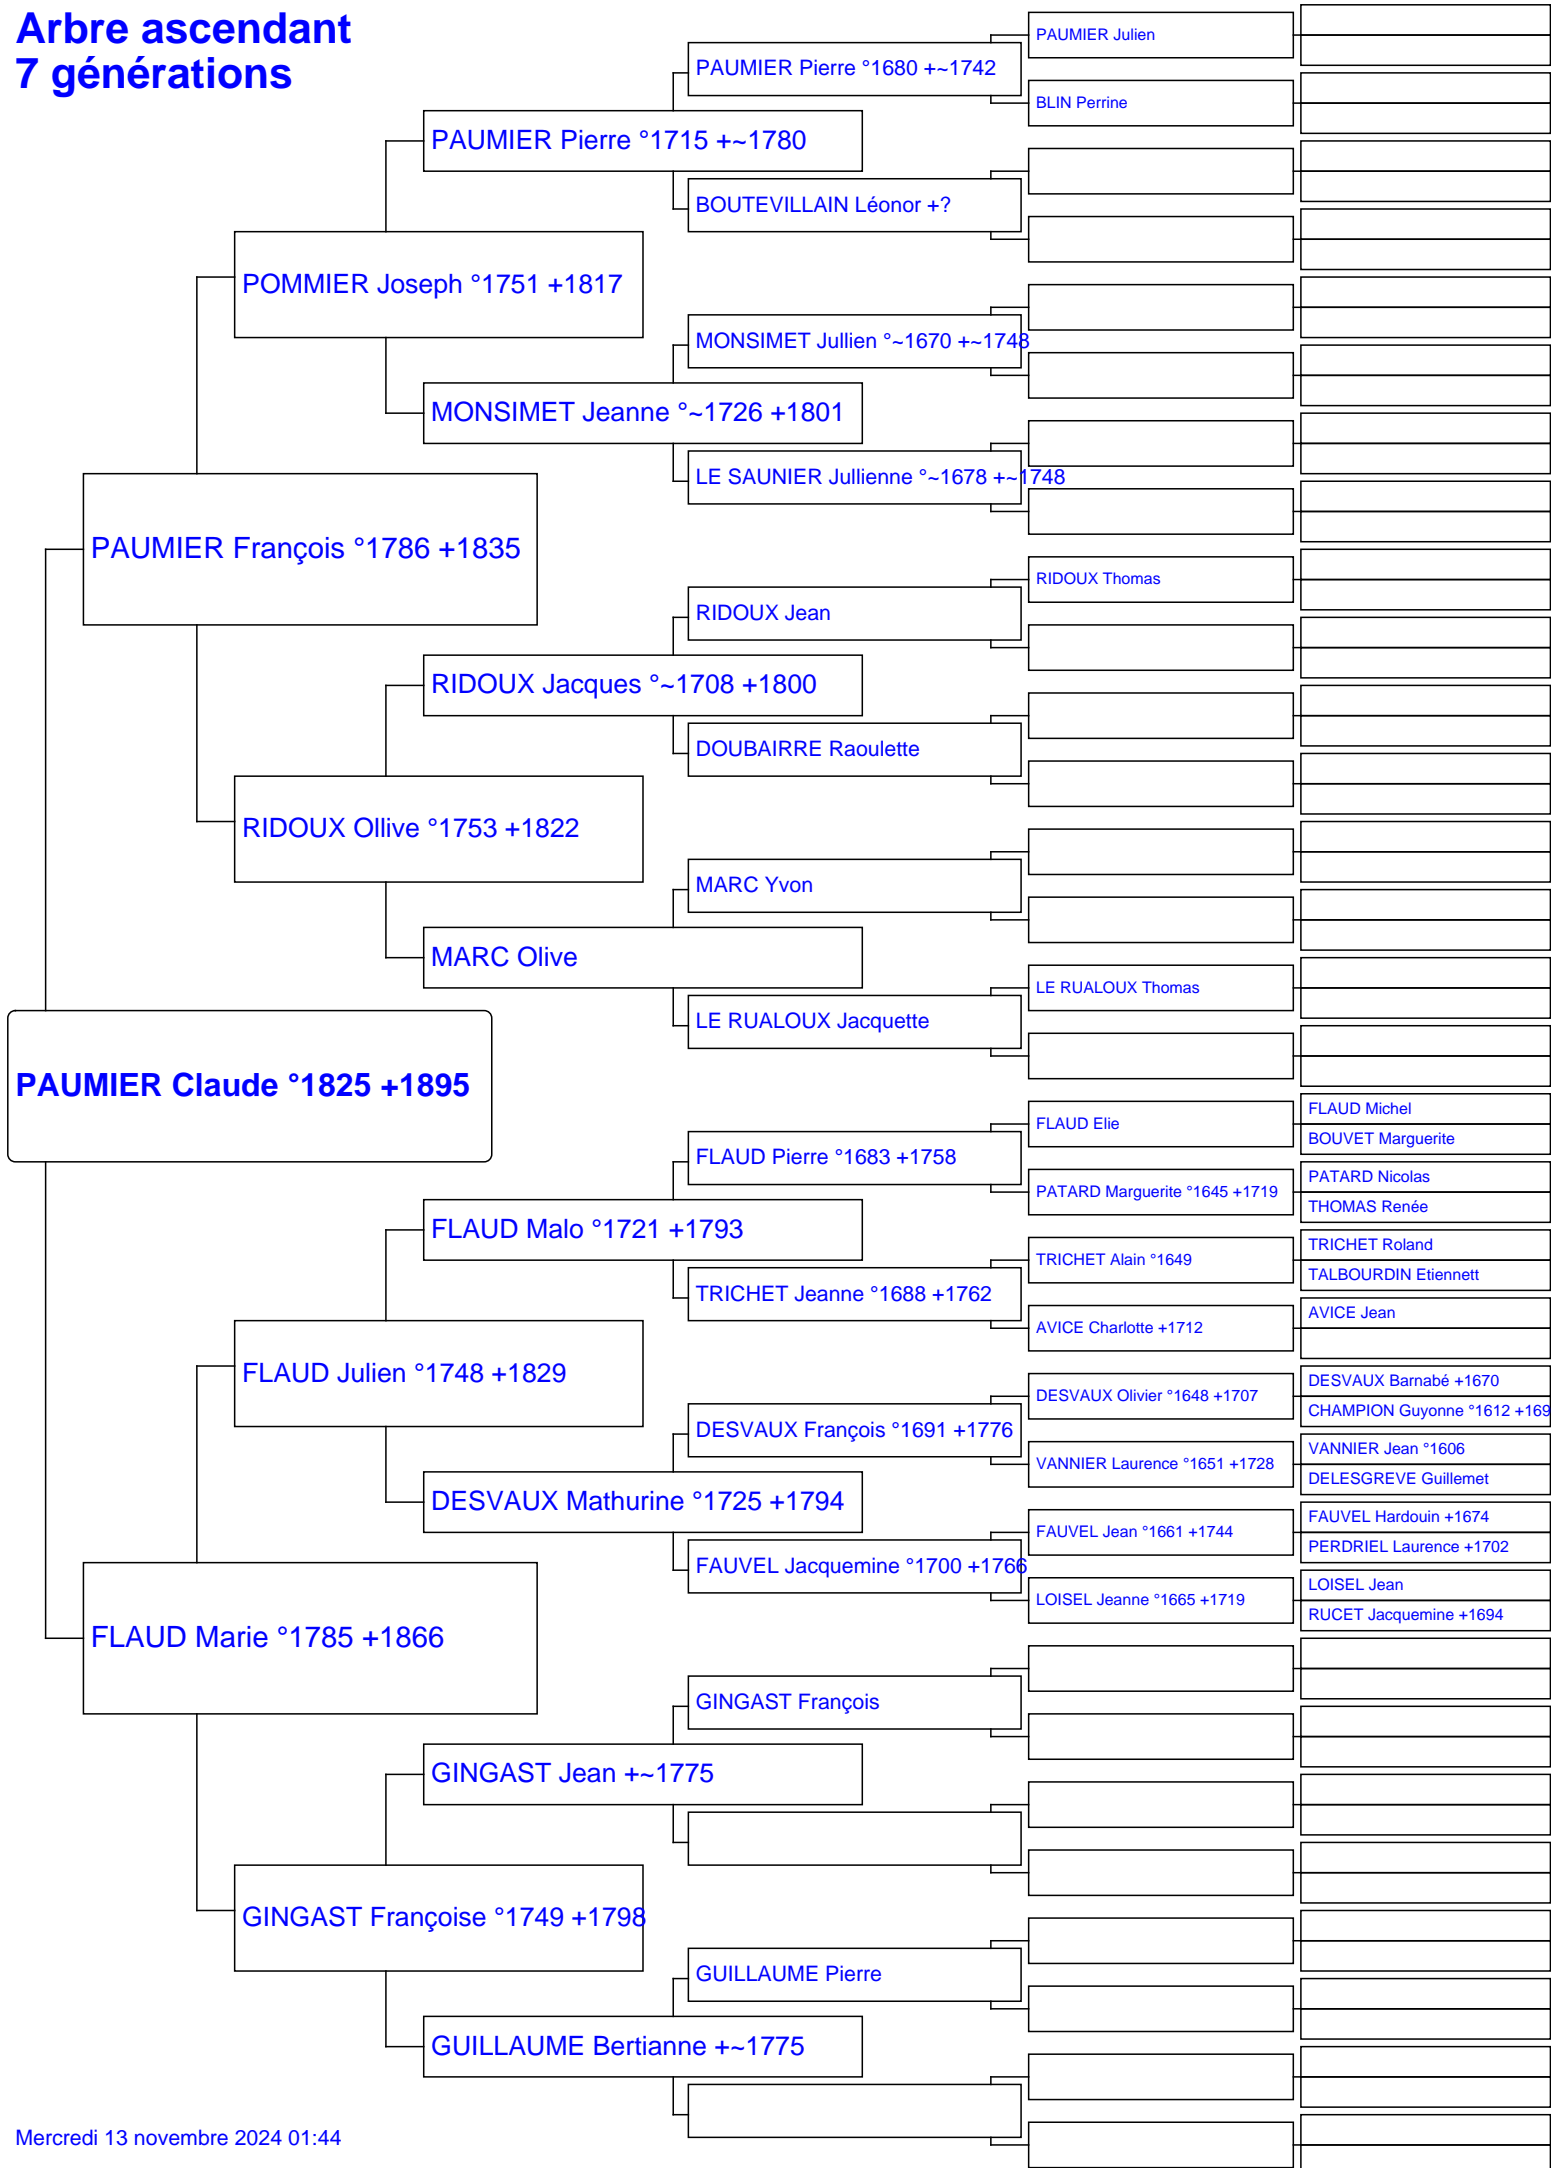 Arbre ascendant
7 générations
PAUMIER Julien
PAUMIER Pierre °1680 +~1742
BLIN Perrine
PAUMIER Pierre °1715 +~1780
BOUTEVILLAIN Léonor +?
POMMIER Joseph °1751 +1817
MONSIMET Jullien °~1670 +~1748
MONSIMET Jeanne °~1726 +1801
LE SAUNIER Jullienne °~1678 +~1748
PAUMIER François °1786 +1835
RIDOUX Thomas
RIDOUX Jean
RIDOUX Jacques °~1708 +1800
DOUBAIRRE Raoulette
RIDOUX Ollive °1753 +1822
MARC Yvon
MARC Olive
LE RUALOUX Thomas
LE RUALOUX Jacquette
PAUMIER Claude °1825 +1895
FLAUD Michel
FLAUD Elie
BOUVET Marguerite
FLAUD Pierre °1683 +1758
PATARD Nicolas
PATARD Marguerite °1645 +1719
THOMAS Renée
FLAUD Malo °1721 +1793
TRICHET Roland
TRICHET Alain °1649
TALBOURDIN Etiennett
TRICHET Jeanne °1688 +1762
AVICE Jean
AVICE Charlotte +1712
FLAUD Julien °1748 +1829
DESVAUX Barnabé +1670
DESVAUX Olivier °1648 +1707
CHAMPION Guyonne °1612 +169
DESVAUX François °1691 +1776
VANNIER Jean °1606
VANNIER Laurence °1651 +1728
DELESGREVE Guillemet
DESVAUX Mathurine °1725 +1794
FAUVEL Hardouin +1674
FAUVEL Jean °1661 +1744
PERDRIEL Laurence +1702
FAUVEL Jacquemine °1700 +1766
LOISEL Jean
LOISEL Jeanne °1665 +1719
RUCET Jacquemine +1694
FLAUD Marie °1785 +1866
GINGAST François
GINGAST Jean +~1775
GINGAST Françoise °1749 +1798
GUILLAUME Pierre
GUILLAUME Bertianne +~1775
Mercredi 13 novembre 2024 01:44